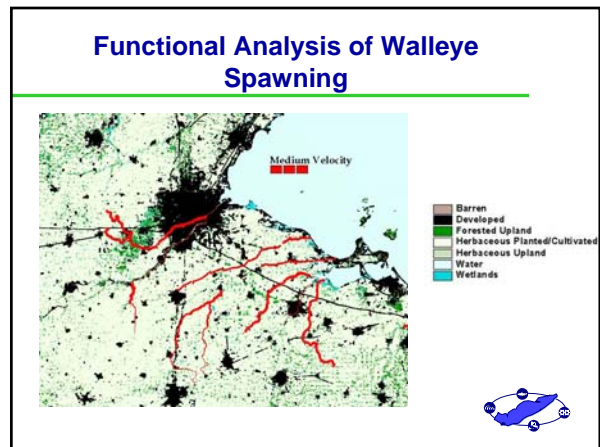 Functional Analysis of Walleye
Spawning
Medium Velocity
Barren
Developed
Forested Upland
Herbaceous Planted/Cultivated
Herbaceous Upland
Water
Wetlands